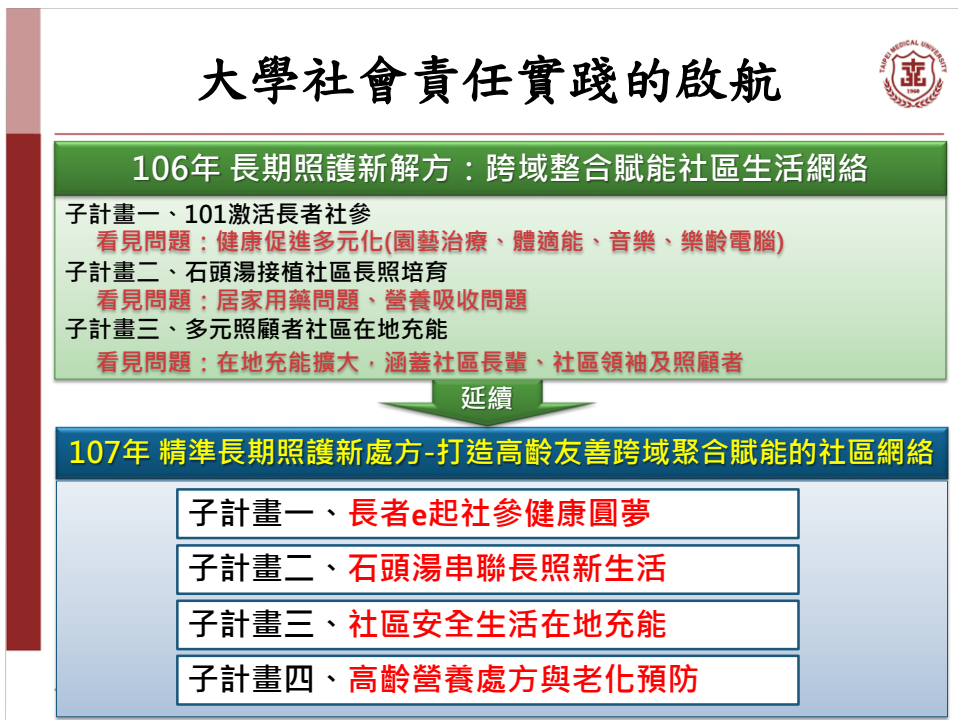 大學社會責任實踐的啟航
TAIPEI MEDICAL UNIVERSITY
1960
106年 長期照護新解方：跨域整合賦能社區生活網絡
子計畫一、101激活長者社參
看見問題：健康促進多元化(園藝治療、體適能、音樂、樂齡電腦)
子計畫二、石頭湯接植社區長照培育
看見問題：居家用藥問題、營養吸收問題
子計畫三、多元照顧者社區在地充能
看見問題：在地充能擴大，涵蓋社區長輩、社區領袖及照顧者
延續
107年 精準長期照護新處方-打造高齡友善跨域聚合賦能的社區網絡
子計畫一、長者e起社參健康圓夢
子計畫二、石頭湯串聯長照新生活
子計畫三、社區安全生活在地充能
子計畫四、高齡營養處方與老化預防